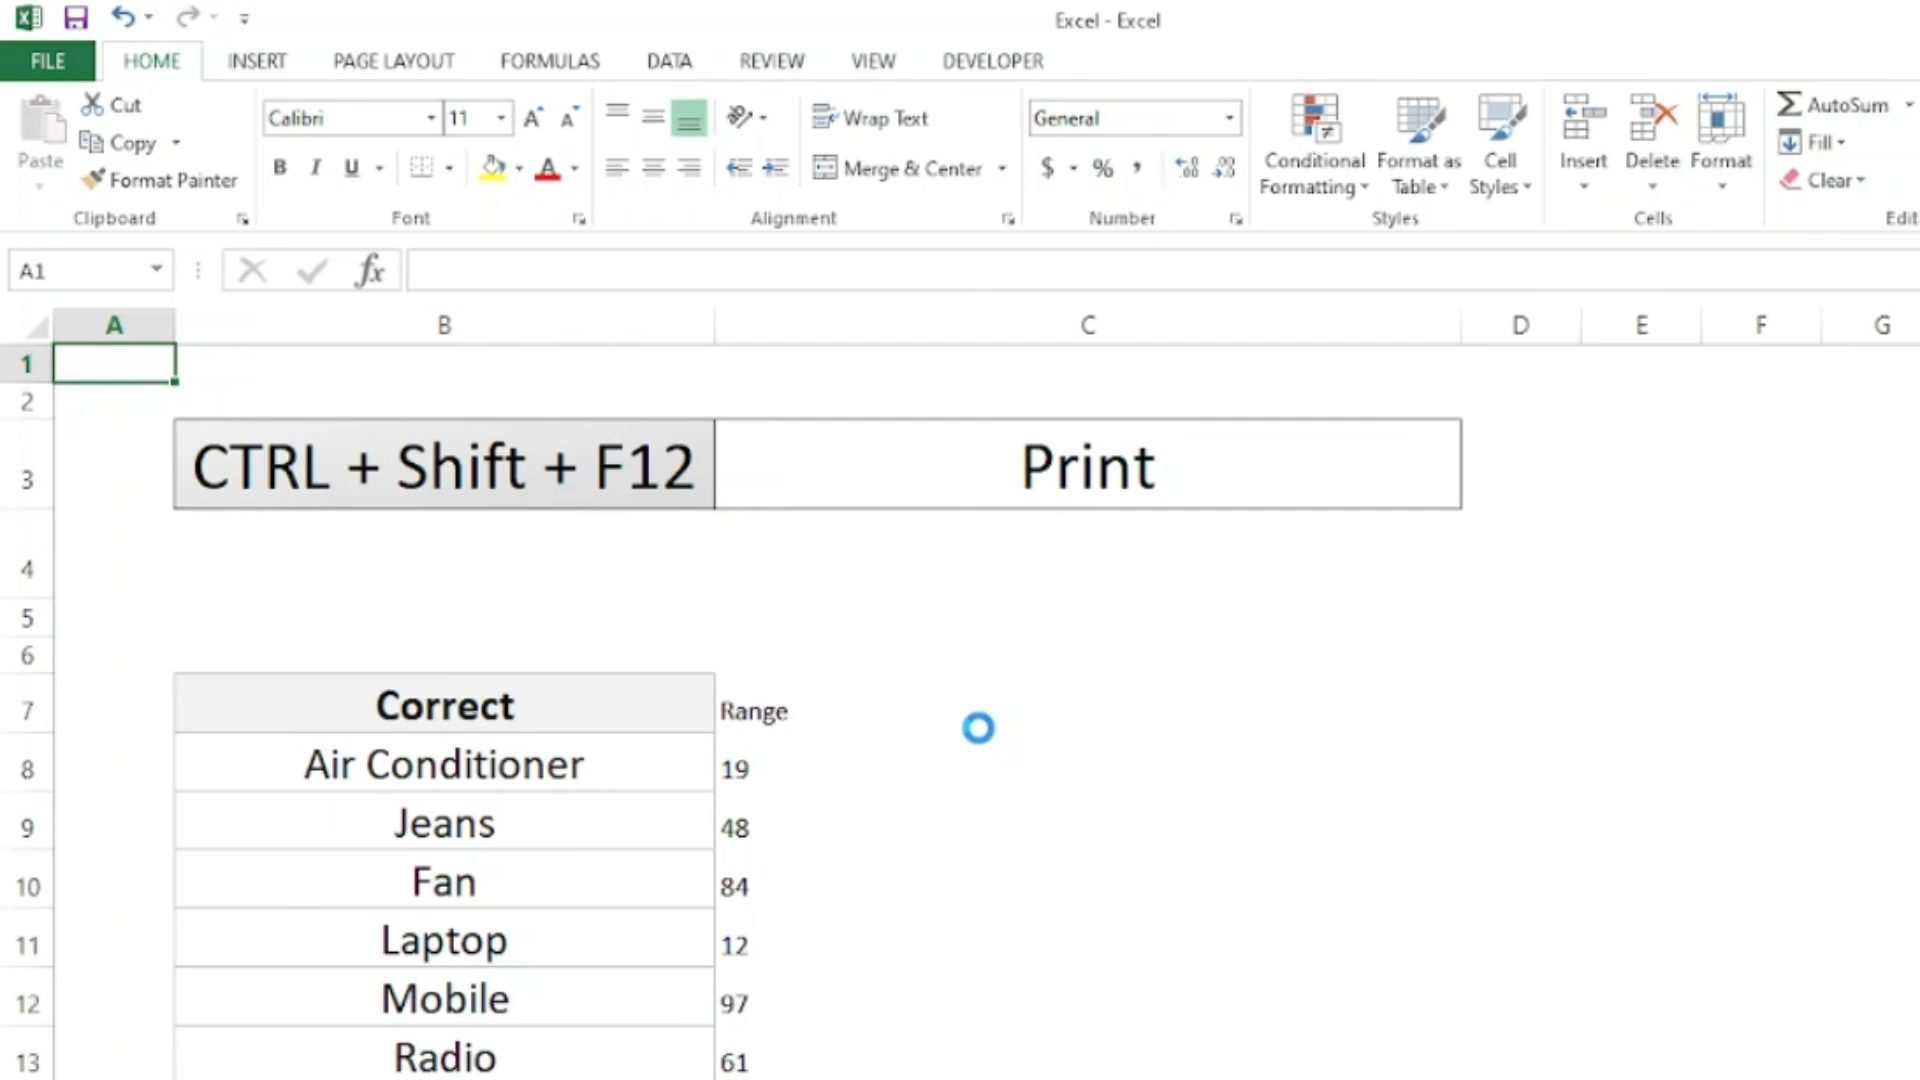 Excel - Excel
FILE HOME INSERT PAGE LAYOUT FORMULAS DATA REVIEW VIEW DEVELOPER
Paste
Cut
Copy
Format Painter
Clipboard
Calibri 11
B I U
Font
Wrap Text
Merge & Center
Alignment
General
$ % ,
Number
Conditional Formatting
Format as Table
Cell Styles
Styles
Insert Delete Format
Cells
AutoSum
Fill
Clear
Edit
A1 fx
A B C D E F G
1
2
3 CTRL + Shift + F12 Print
4
5
6
7 Correct Range
8 Air Conditioner 19
9 Jeans 48
10 Fan 84
11 Laptop 12
12 Mobile 97
13 Radio 61